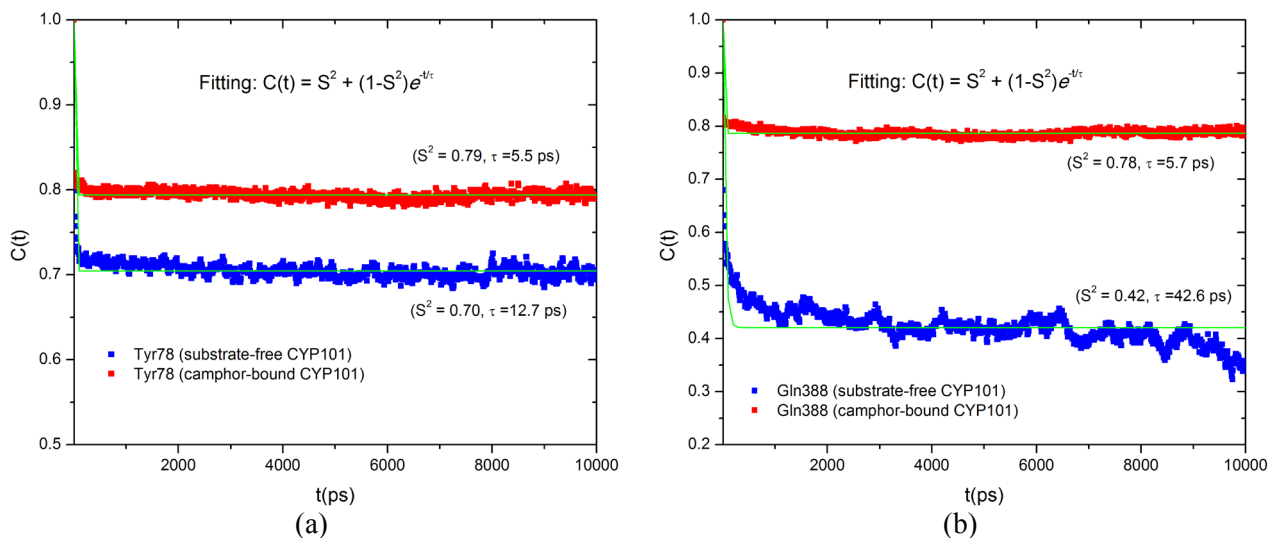 1.0
Fitting: C(t) = S² + (1-S²)e^-t/τ
0.9
(S² = 0.79, τ =5.5 ps)
0.8
C(t)
0.7
(S² = 0.70, τ =12.7 ps)
0.6
Tyr78 (substrate-free CYP101)
Tyr78 (camphor-bound CYP101)
0.5
2000 4000 6000 8000 10000
t(ps)
(a)
1.0
Fitting: C(t) = S² + (1-S²)e^-t/τ
0.9
0.8
(S² = 0.78, τ =5.7 ps)
0.7
0.6
C(t)
0.5
(S² = 0.42, τ =42.6 ps)
0.4
0.3
Gln388 (substrate-free CYP101)
Gln388 (camphor-bound CYP101)
0.2
2000 4000 6000 8000 10000
t(ps)
(b)